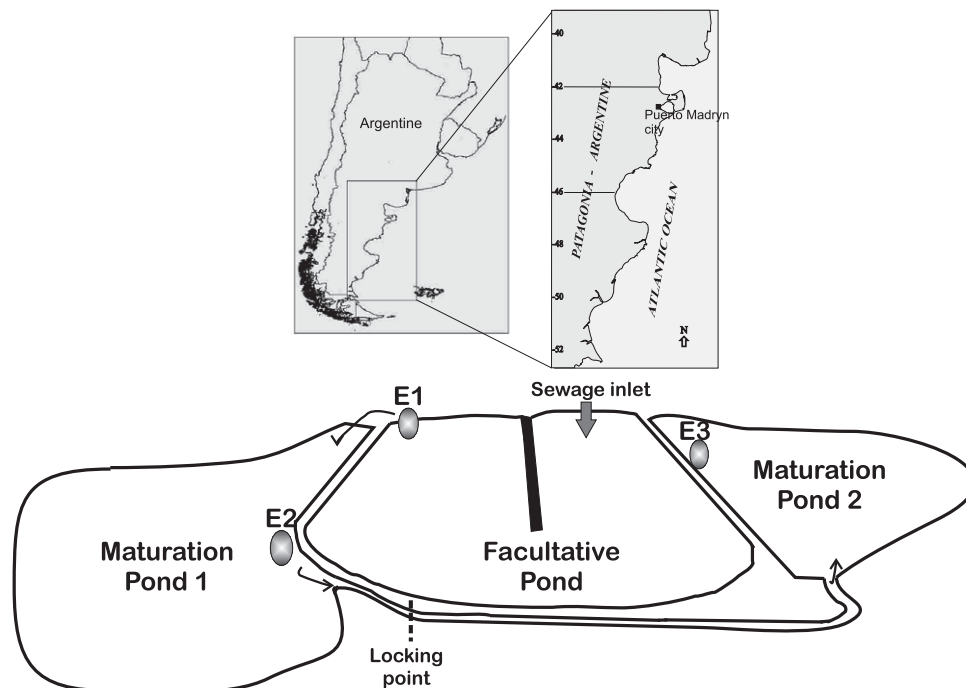 Argentine
-40
-42
-44
-46
-48
-50
-52
PATAGONIA - ARGENTINE
ATLANTIC OCEAN
Puerto Madryn
city
N
Sewage inlet
E1
E2
E3
Maturation
Pond 1
Facultative
Pond
Maturation
Pond 2
Locking
point